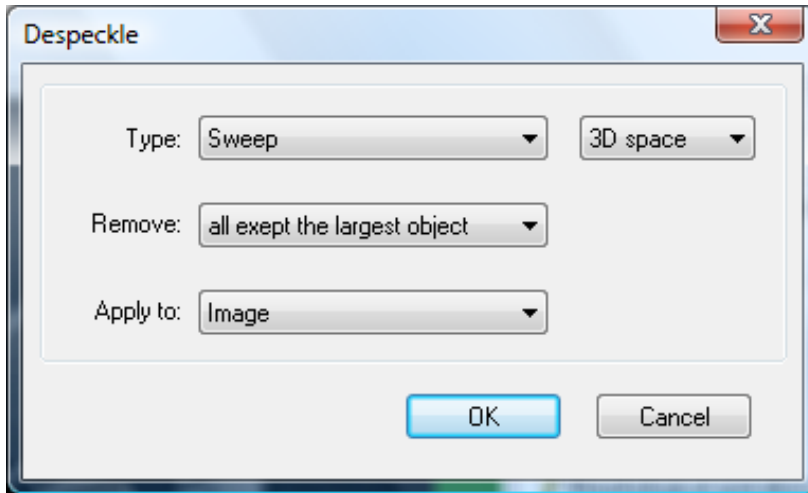 Despeckle
Type: Sweep 3D space
Remove: all exept the largest object
Apply to: Image
OK Cancel